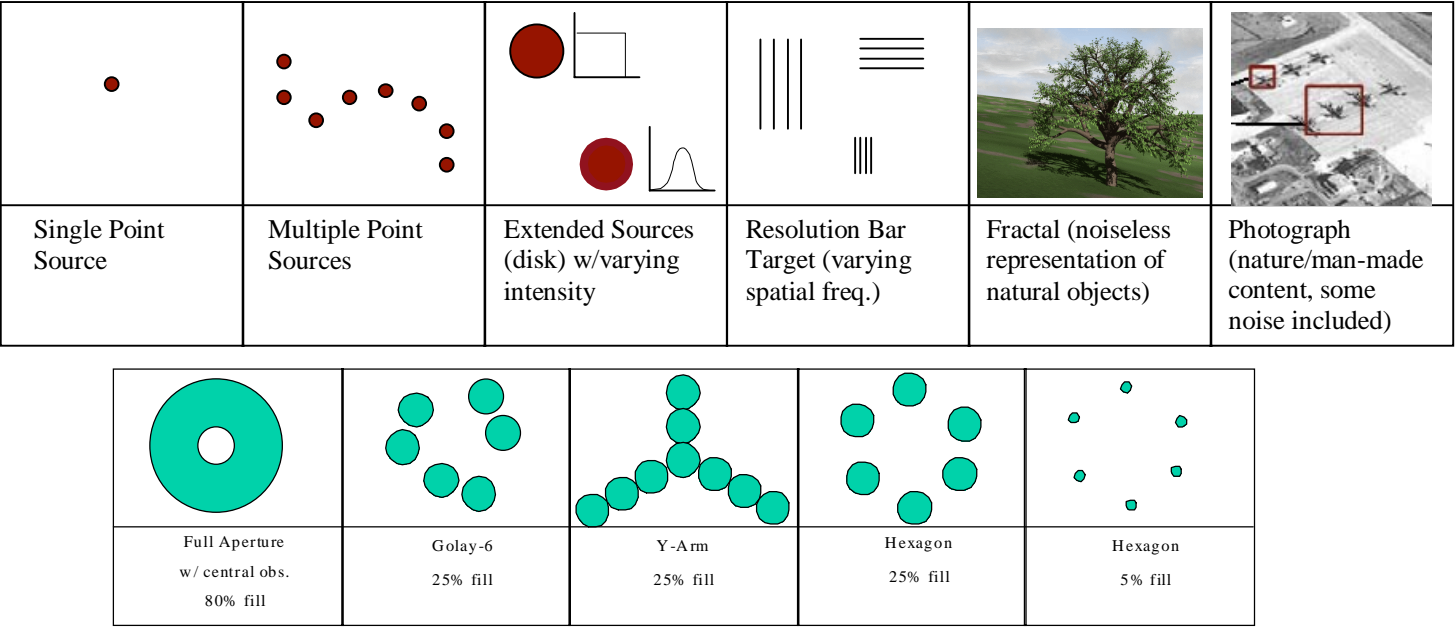 Single Point
Source
Multiple Point
Sources
Extended Sources
(disk) w/varying
intensity
Resolution Bar
Target (varying
spatial freq.)
Fractal (noiseless
representation of
natural objects)
Photograph
(nature/man-made
content, some
noise included)
Full Aperture
w/ central obs.
80% fill
Golay-6
25% fill
Y-Arm
25% fill
Hexagon
25% fill
Hexagon
5% fill